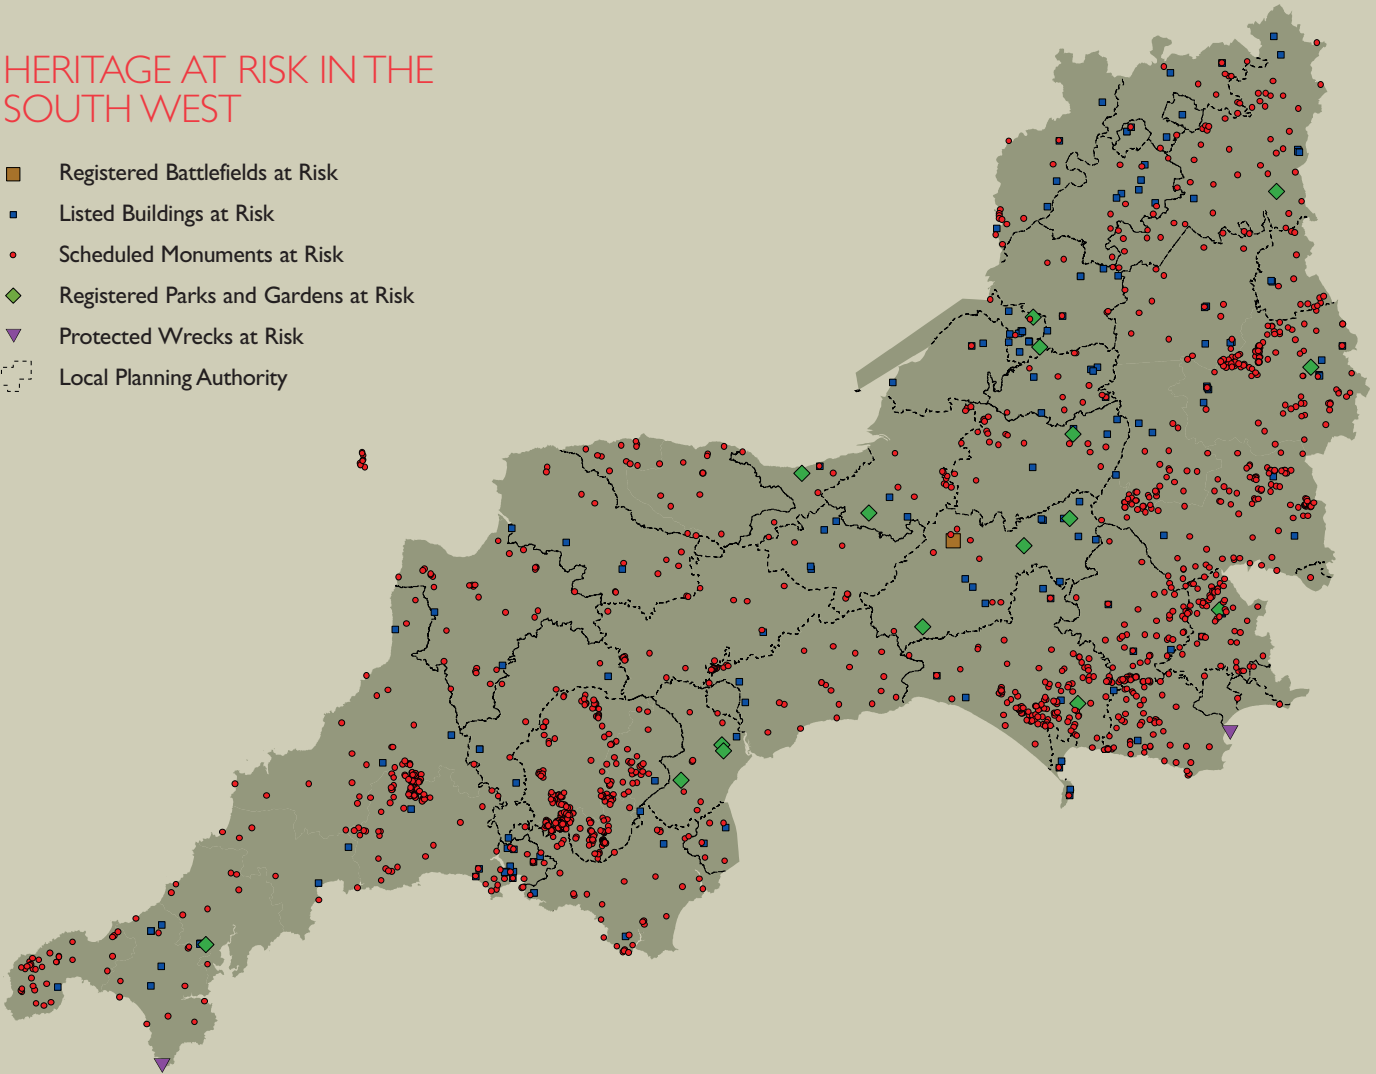 HERITAGE AT RISK IN THE
SOUTH WEST
Registered Battlefields at Risk
Listed Buildings at Risk
Scheduled Monuments at Risk
Registered Parks and Gardens at Risk
Protected Wrecks at Risk
Local Planning Authority